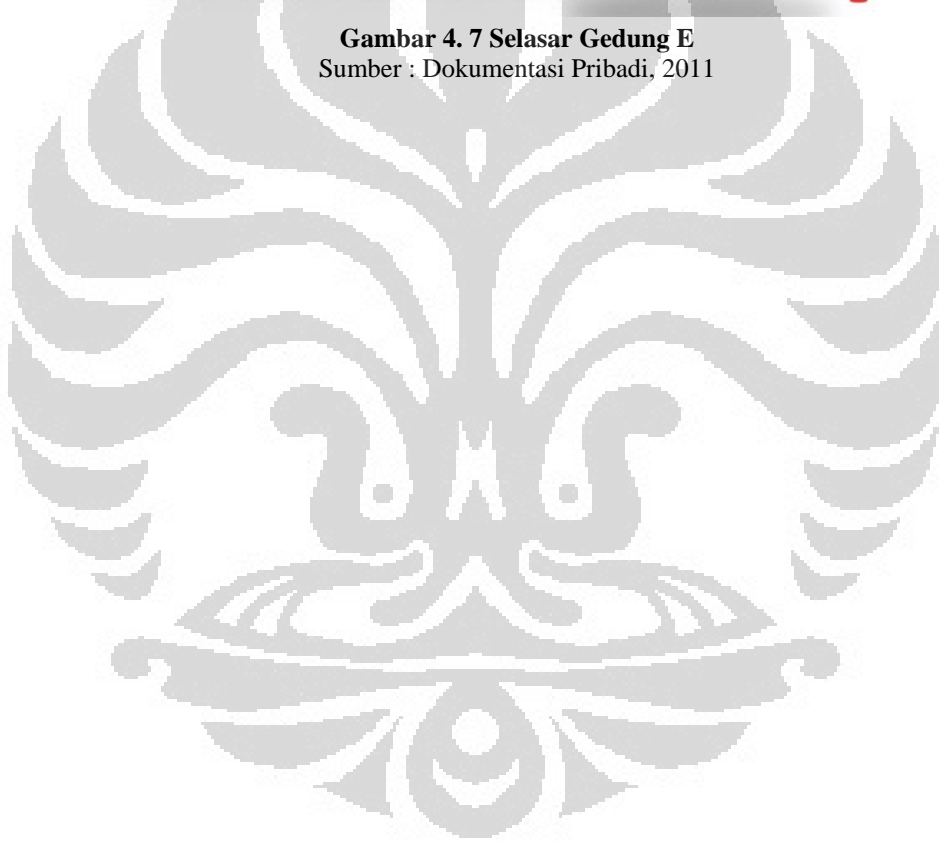 Gambar 4. 7 Selasar Gedung E
Sumber : Dokumentasi Pribadi, 2011